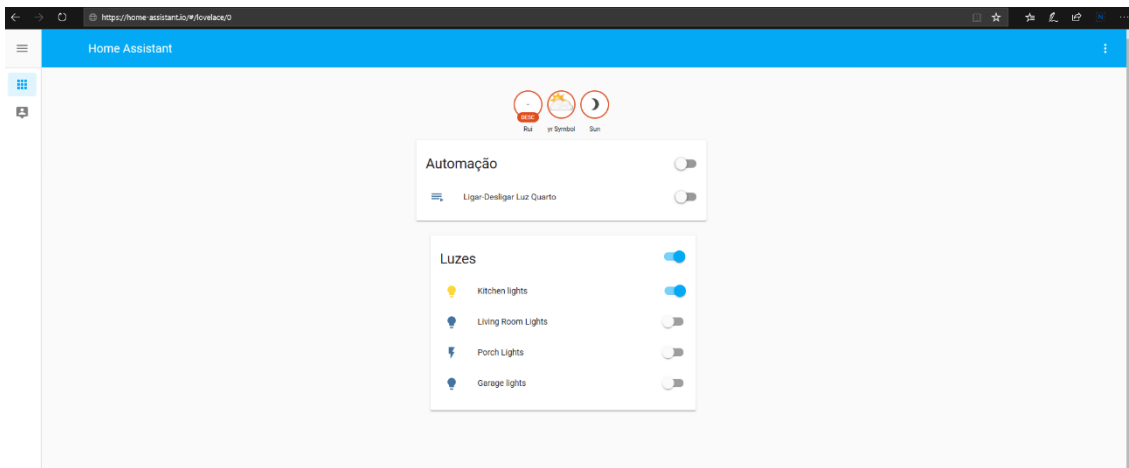 https://home-assistant.io/#/lovelace/0
Home Assistant
DESC
Rui yr Symbol Sun
Automação
Ligar-Desligar Luz Quarto
Luzes
Kitchen lights
Living Room Lights
Porch Lights
Garage lights